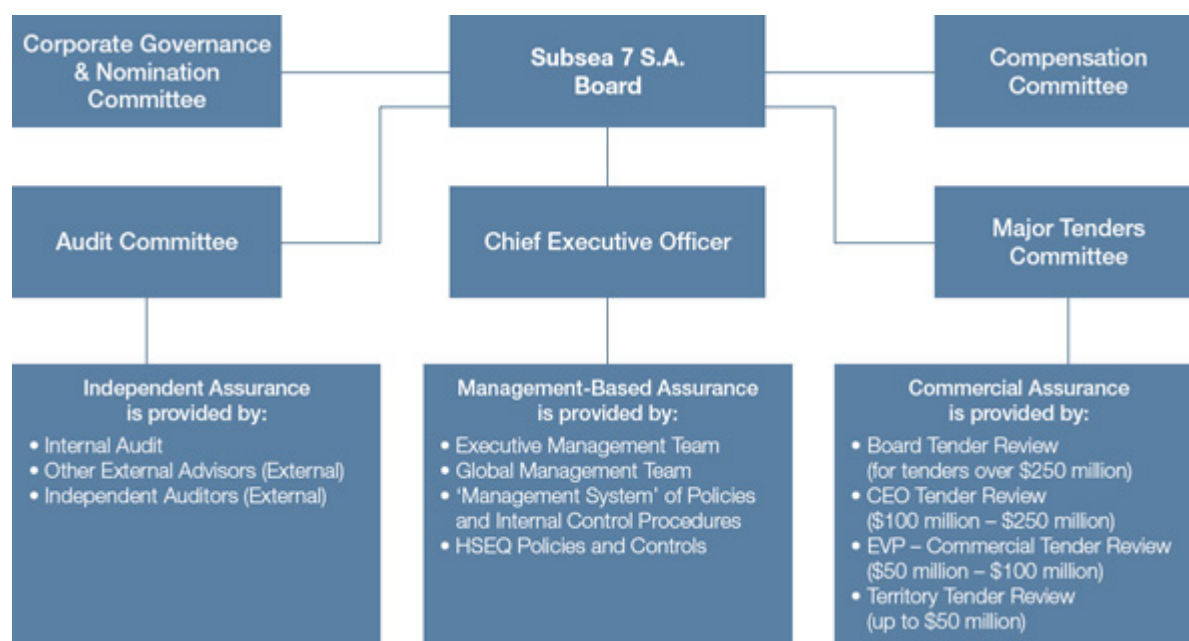 Corporate Governance
& Nomination
Committee
Subsea 7 S.A.
Board
Compensation
Committee
Audit Committee
Chief Executive Officer
Major Tenders
Committee
Independent Assurance
is provided by:
• Internal Audit
• Other External Advisors (External)
• Independent Auditors (External)
Management-Based Assurance
is provided by:
• Executive Management Team
• Global Management Team
• ‘Management System’ of Policies
and Internal Control Procedures
• HSEQ Policies and Controls
Commercial Assurance
is provided by:
• Board Tender Review
(for tenders over $250 million)
• CEO Tender Review
($100 million – $250 million)
• EVP – Commercial Tender Review
($50 million – $100 million)
• Territory Tender Review
(up to $50 million)